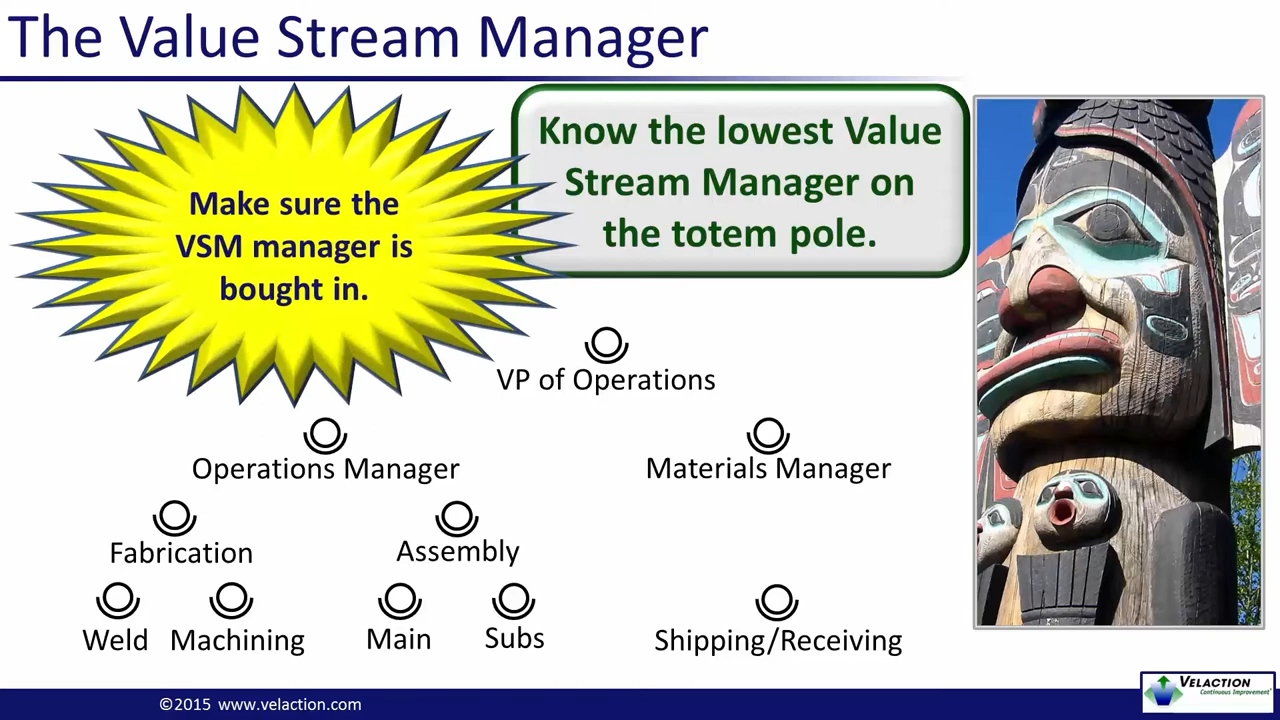 The Value Stream Manager
Make sure the
VSM manager is
bought in.
Know the lowest Value
Stream Manager on
the totem pole.
VP of Operations
Operations Manager
Materials Manager
Fabrication
Assembly
Weld
Machining
Main
Subs
Shipping/Receiving
©2015 www.velaction.com
VELACTION
Continuous Improvement